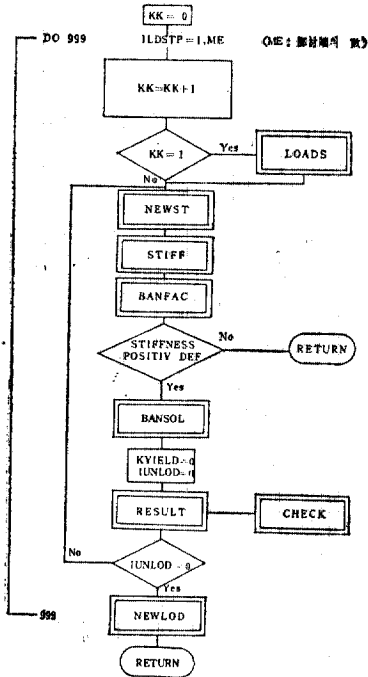 KK = 0
DO 999 ILDSTP=1,ME (ME: 의 數)
KK=KK+1
KK= 1
Yes
LOADS
No
NEWST
STIFF
BANFAC
STIFFNESS
POSITIV DEF
No
RETURN
Yes
BANSOL
KYIELD=0
IUNLOD=0
RESULT
CHECK
No
IUNLOD = 0
Yes
NEWLOD
999
RETURN